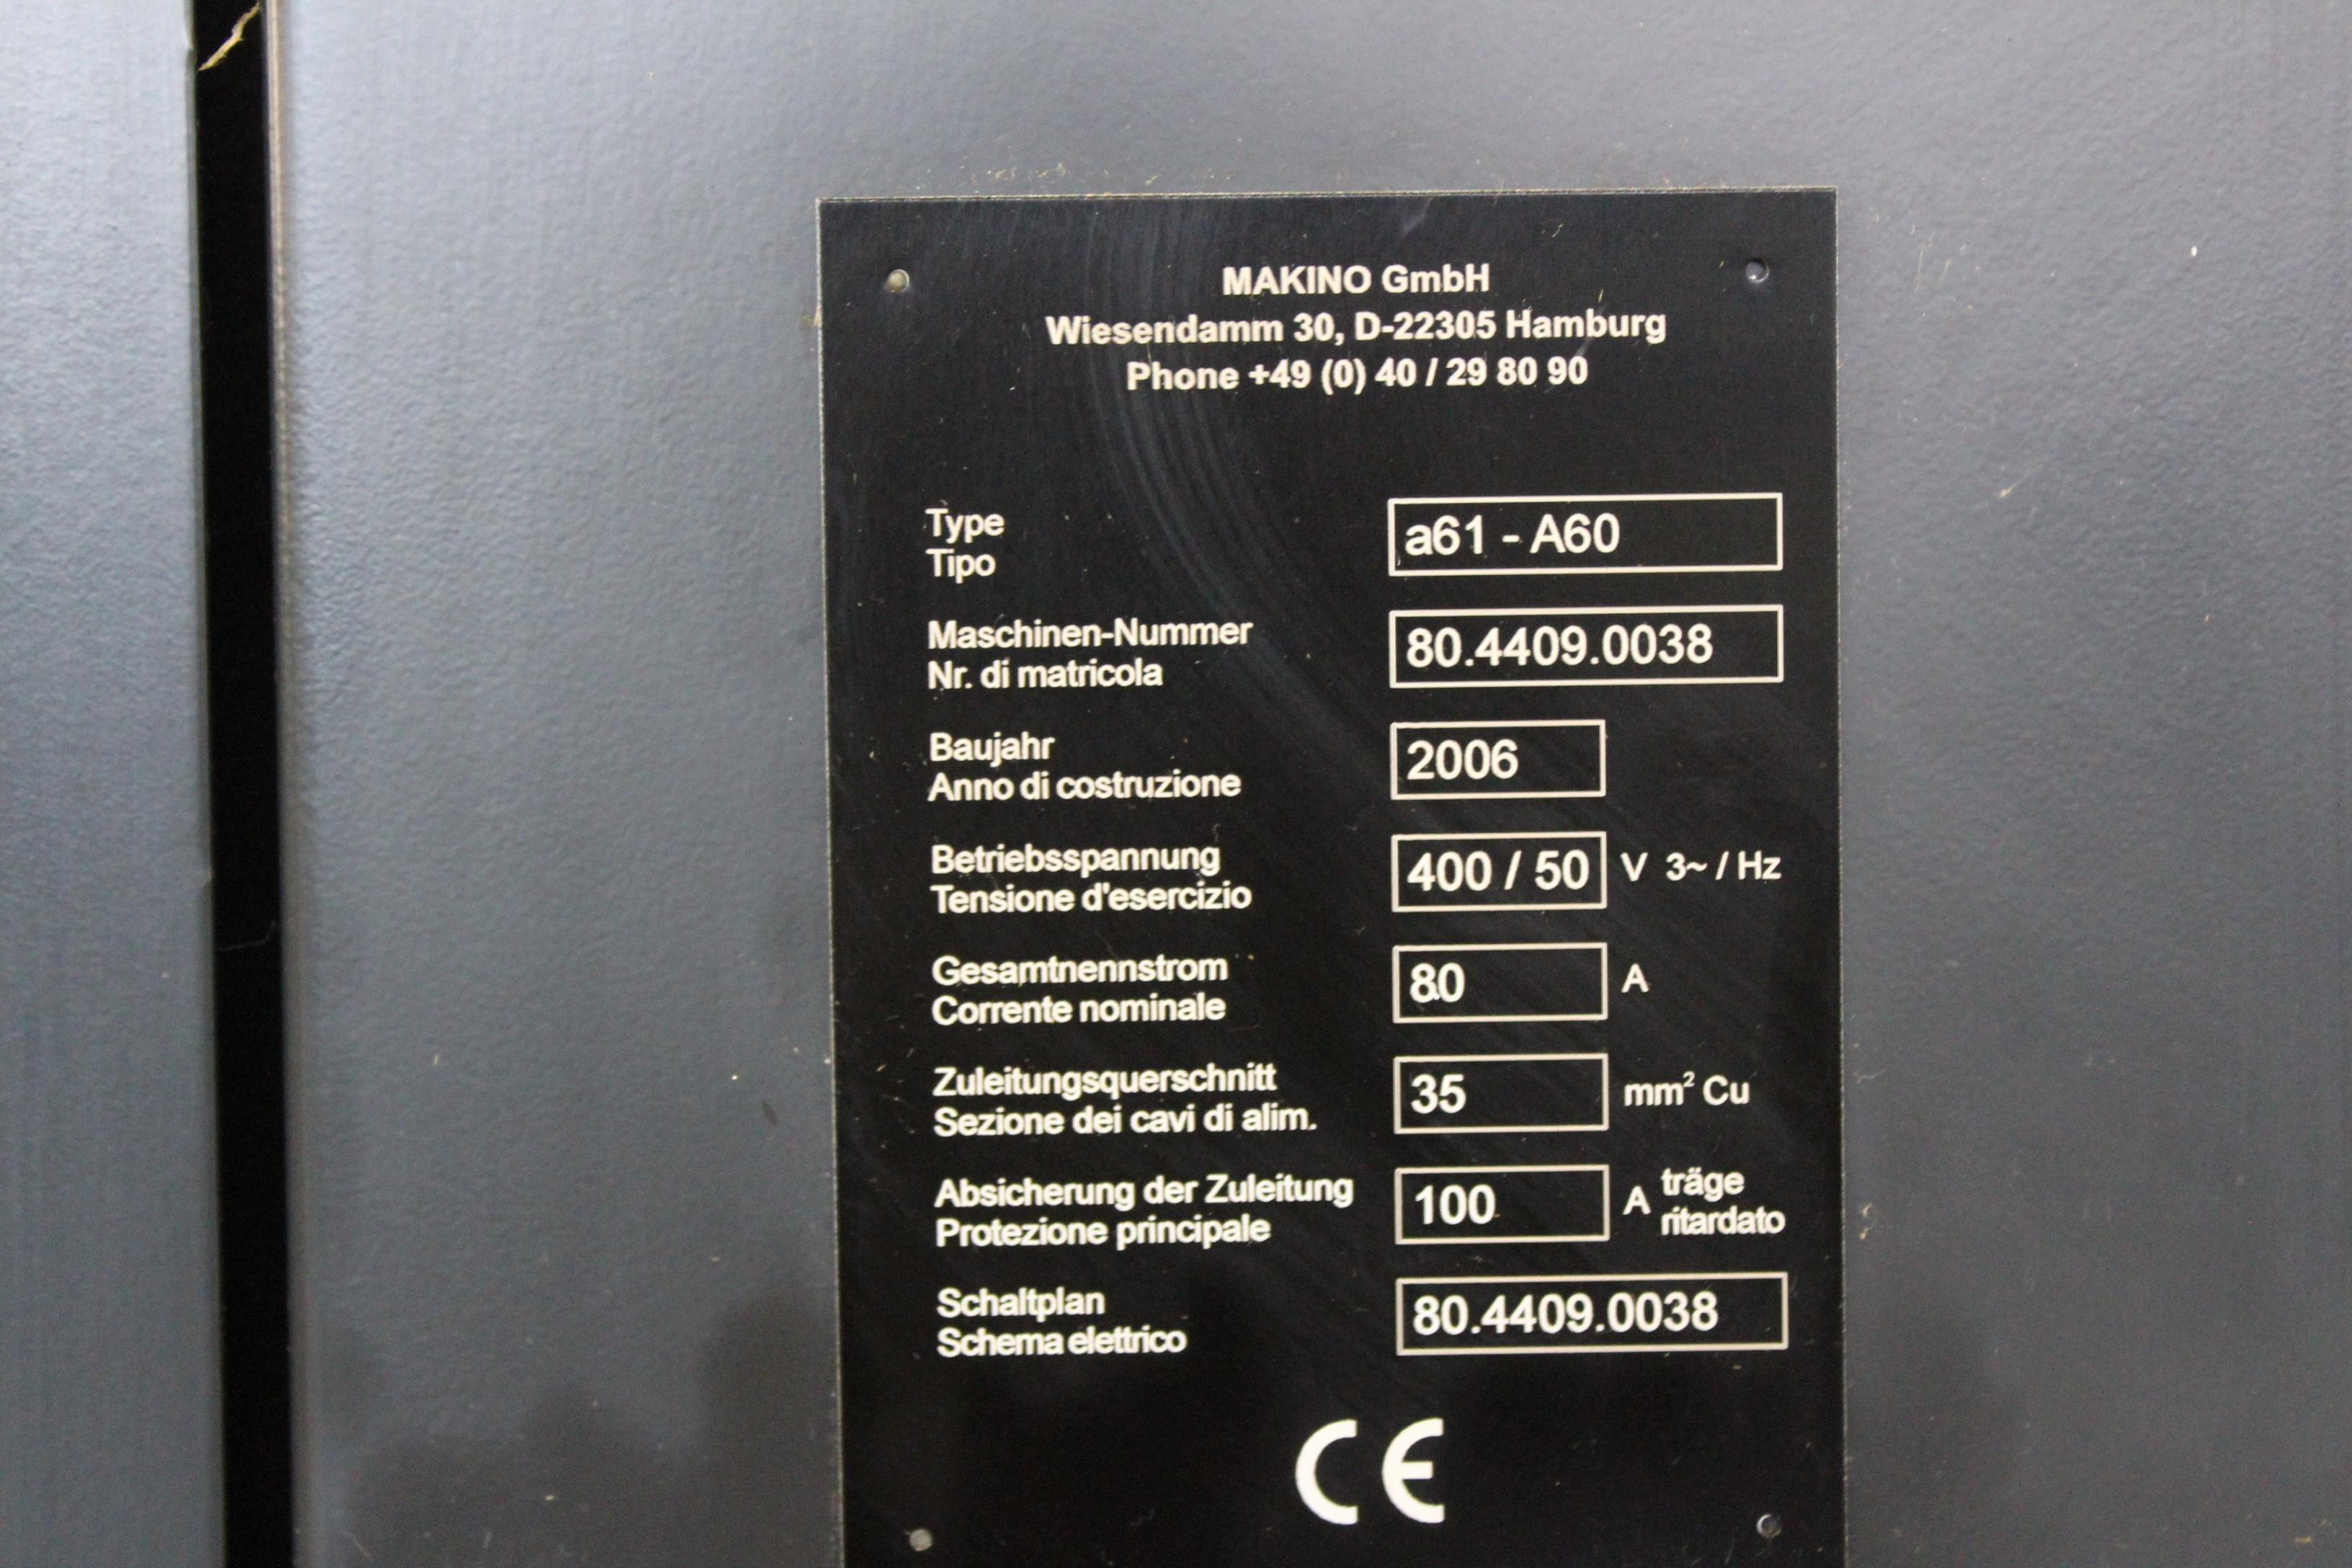 MAKINO GmbH
Wiesendamm 30, D-22305 Hamburg
Phone +49 (0) 40 / 29 80 90
Type
Tipo
a61 - A60
Maschinen-Nummer
Nr. di matricola
80.4409.0038
Baujahr
Anno di costruzione
2006
Betriebsspannung
Tensione d'esercizio
400 / 50 V 3~ / Hz
Gesamtnennstrom
Corrente nominale
80 A
Zuleitungsquerschnitt
Sezione dei cavi di alim.
35 mm² Cu
Absicherung der Zuleitung
Protezione principale
100 A träge
ritardato
Schaltplan
Schema elettrico
80.4409.0038
CE